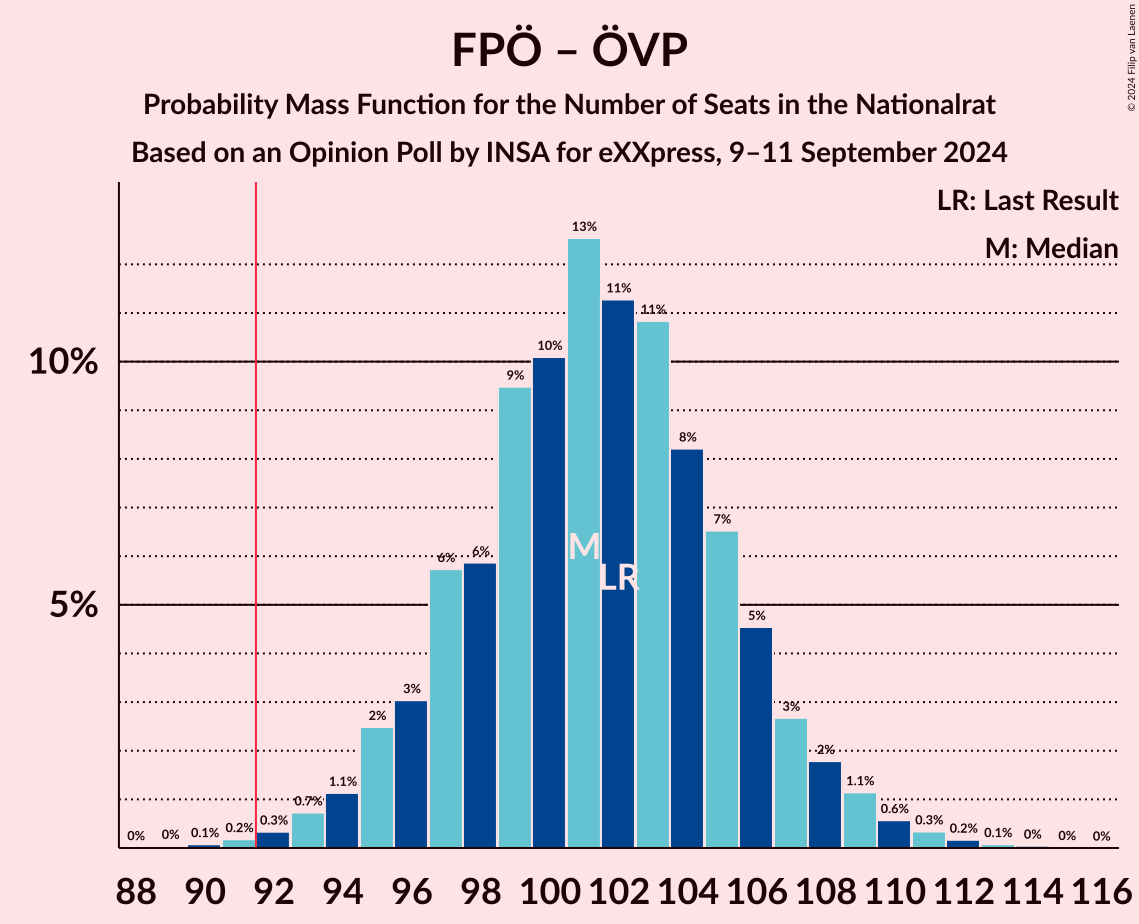 FPÖ – ÖVP
Probability Mass Function for the Number of Seats in the Nationalrat
Based on an Opinion Poll by INSA for eXXpress, 9–11 September 2024
© 2024 Filip van Laenen
LR: Last Result
M: Median
10%
5%
0% 0% 0.1% 0.2% 0.3% 0.7% 1.1% 2% 3% 6% 6% 9% 10% 13% 11% 11% 8% 7% 5% 3% 2% 1.1% 0.6% 0.3% 0.2% 0.1% 0% 0% 0%
M
LR
88 90 92 94 96 98 100 102 104 106 108 110 112 114 116